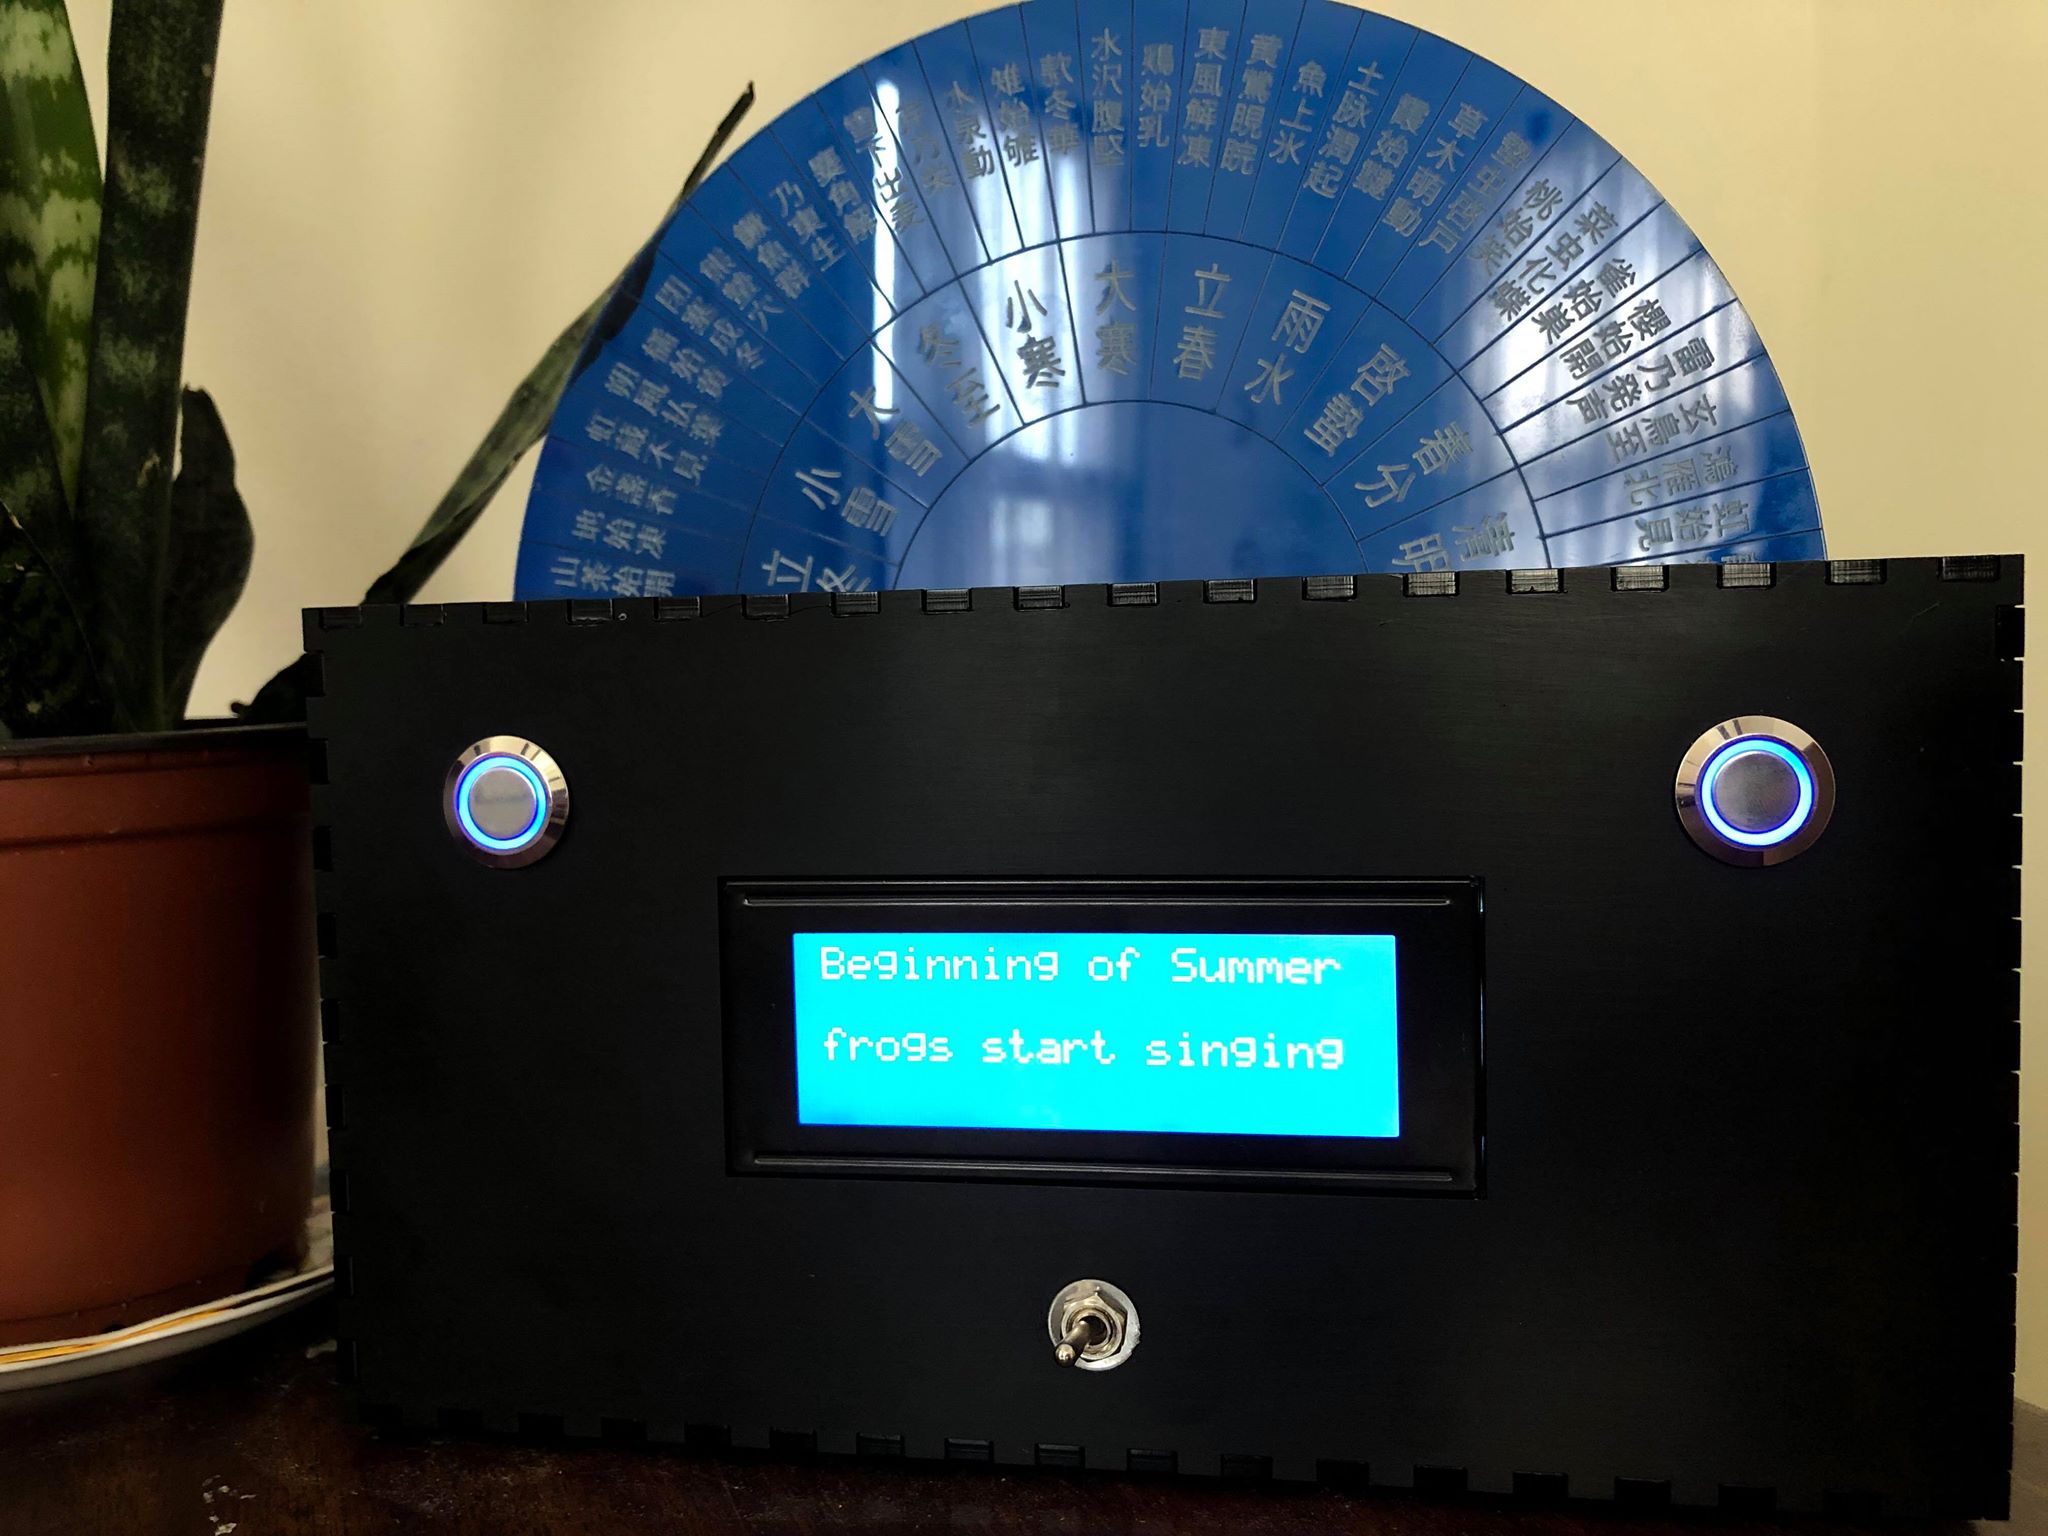 山茶始開
地始凍
金盞香
虹蔵不見
朔風払葉
橘始黄
閉塞成冬
熊蟄穴
鱖魚群
乃東生
麋角解
雪下出麦
芹乃栄
水泉動
雉始雊
款冬華
水沢腹堅
鶏始乳
東風解凍
黄鶯睍睆
魚上氷
土脉潤起
霞始靆
草木萌動
蟄虫啓戸
桃始笑
菜虫化蝶
雀始巣
櫻始開
雷乃発声
玄鳥至
鴻雁北
虹始見
立冬
小雪
大雪
冬至
小寒
大寒
立春
雨水
啓蟄
春分
清明
Beginning of Summer
frogs start singing